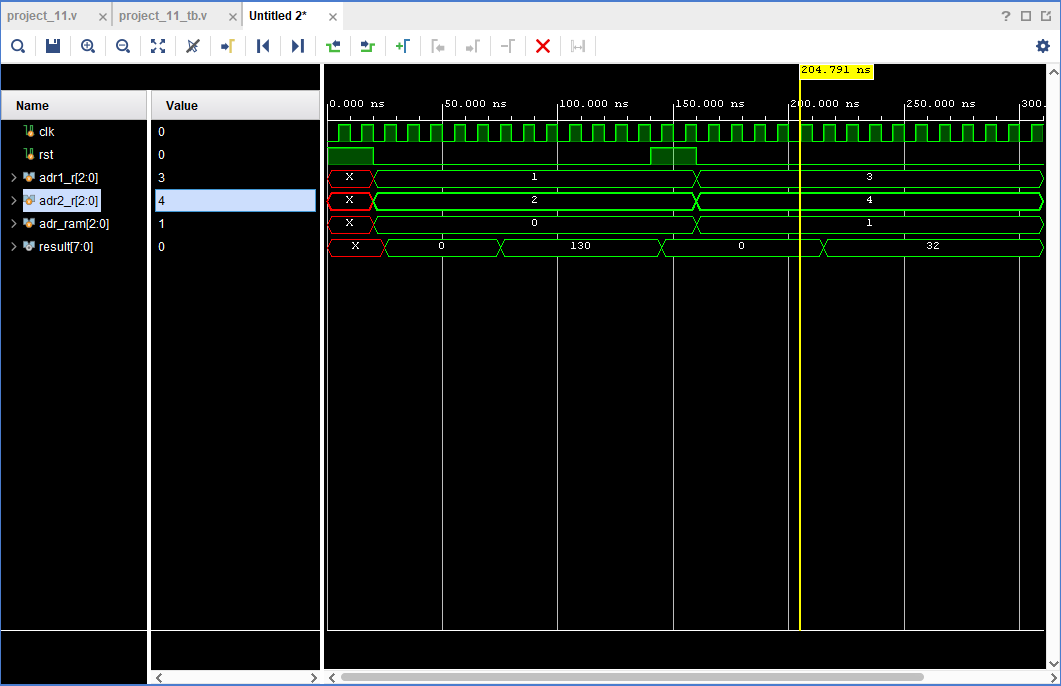 project_11.v × project_11_tb.v × Untitled 2* ×
?
204.791 ns
Name Value
0.000 ns 50.000 ns 100.000 ns 150.000 ns 200.000 ns 250.000 ns 300.
clk 0
rst 0
adr1_r[2:0] 3 X 1 3
adr2_r[2:0] 4 X 2 4
adr_ram[2:0] 1 X 0 1
result[7:0] 0 X 0 130 0 32